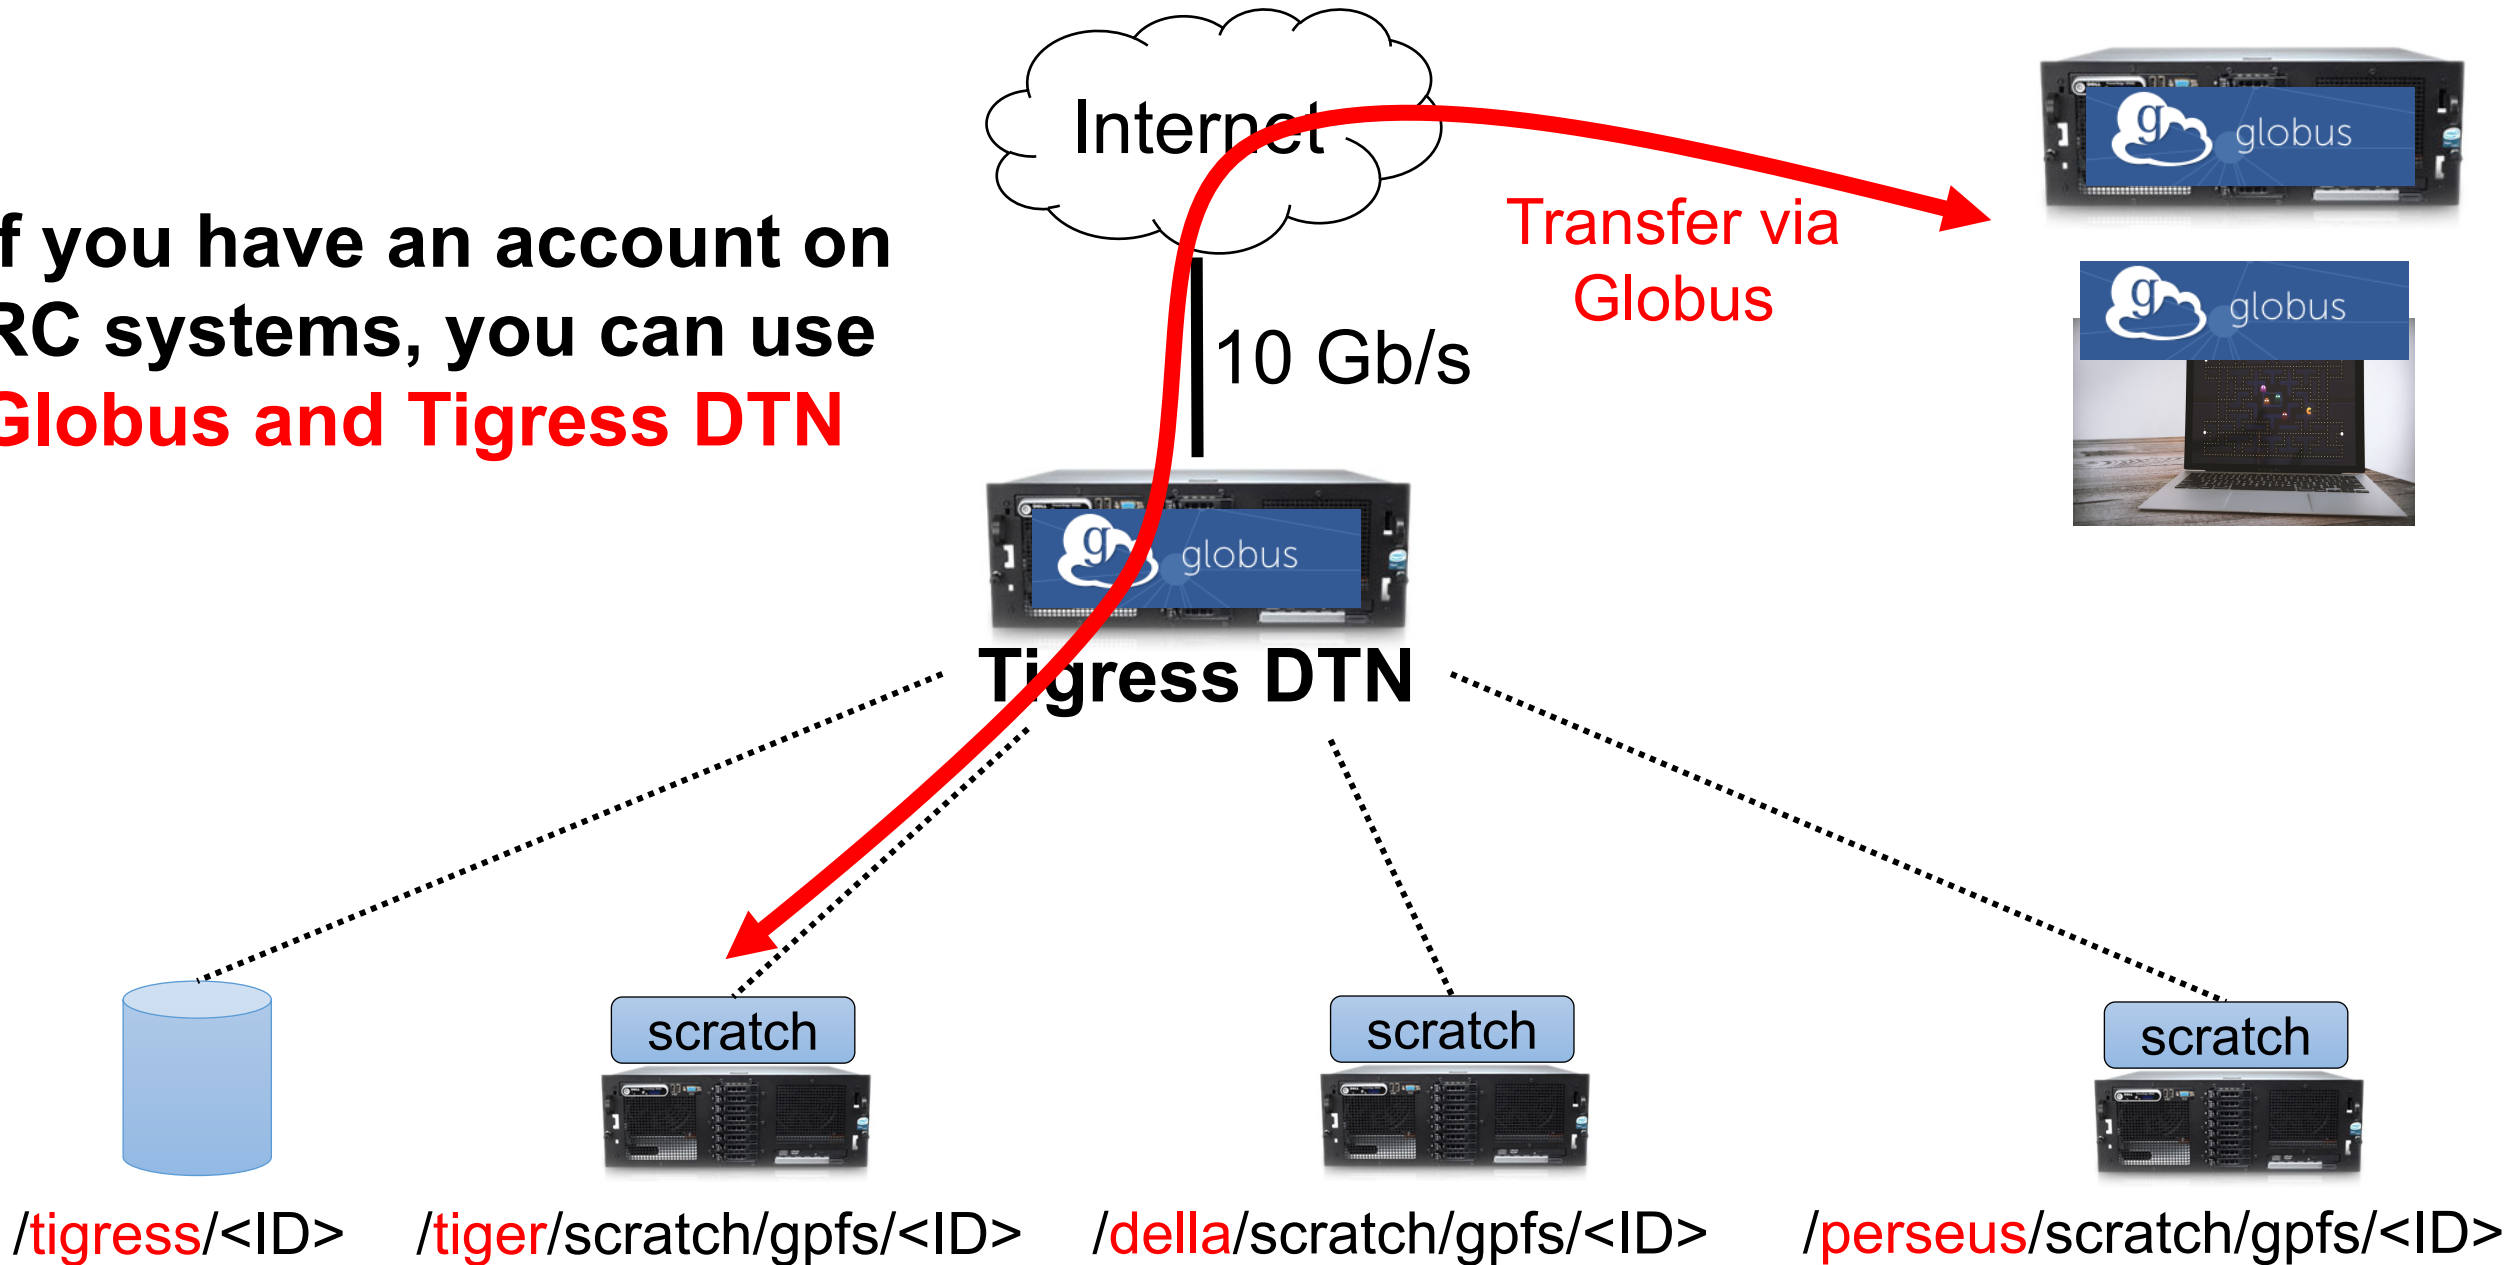 Internet
globus
f you have an account on
RC systems, you can use
Globus and Tigress DTN
Transfer via
Globus
globus
10 Gb/s
globus
Tigress DTN
scratch
scratch
scratch
/tigress/<ID>
/tiger/scratch/gpfs/<ID>
/della/scratch/gpfs/<ID>
/perseus/scratch/gpfs/<ID>